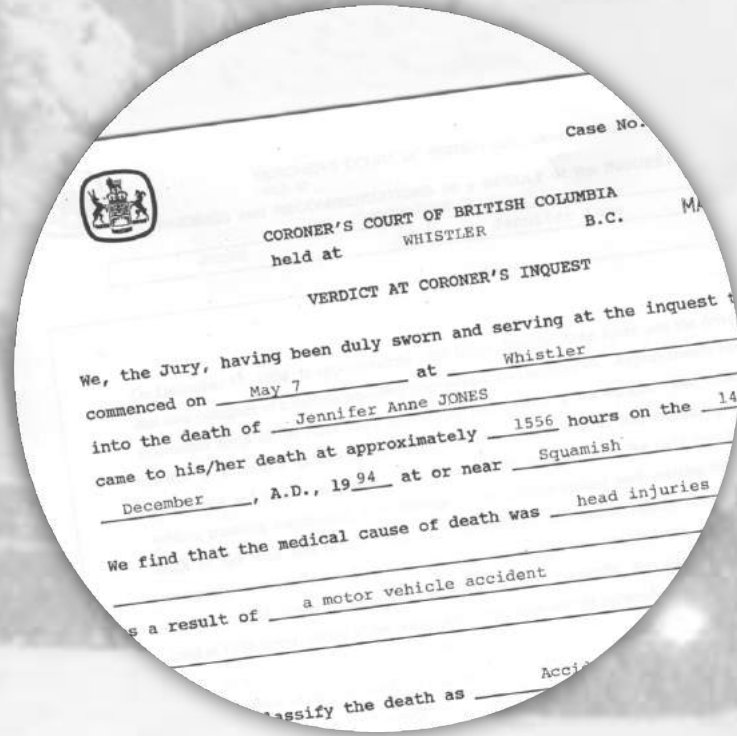 Case No.
CORONER'S COURT OF BRITISH COLUMBIA
held at WHISTLER B.C.
VERDICT AT CORONER'S INQUEST
We, the Jury, having been duly sworn and serving at the inquest
commenced on May 7 at Whistler
into the death of Jennifer Anne JONES
came to his/her death at approximately 1556 hours on the 14
December, A.D., 1994 at or near Squamish
We find that the medical cause of death was head injuries
a result of a motor vehicle accident
the death as